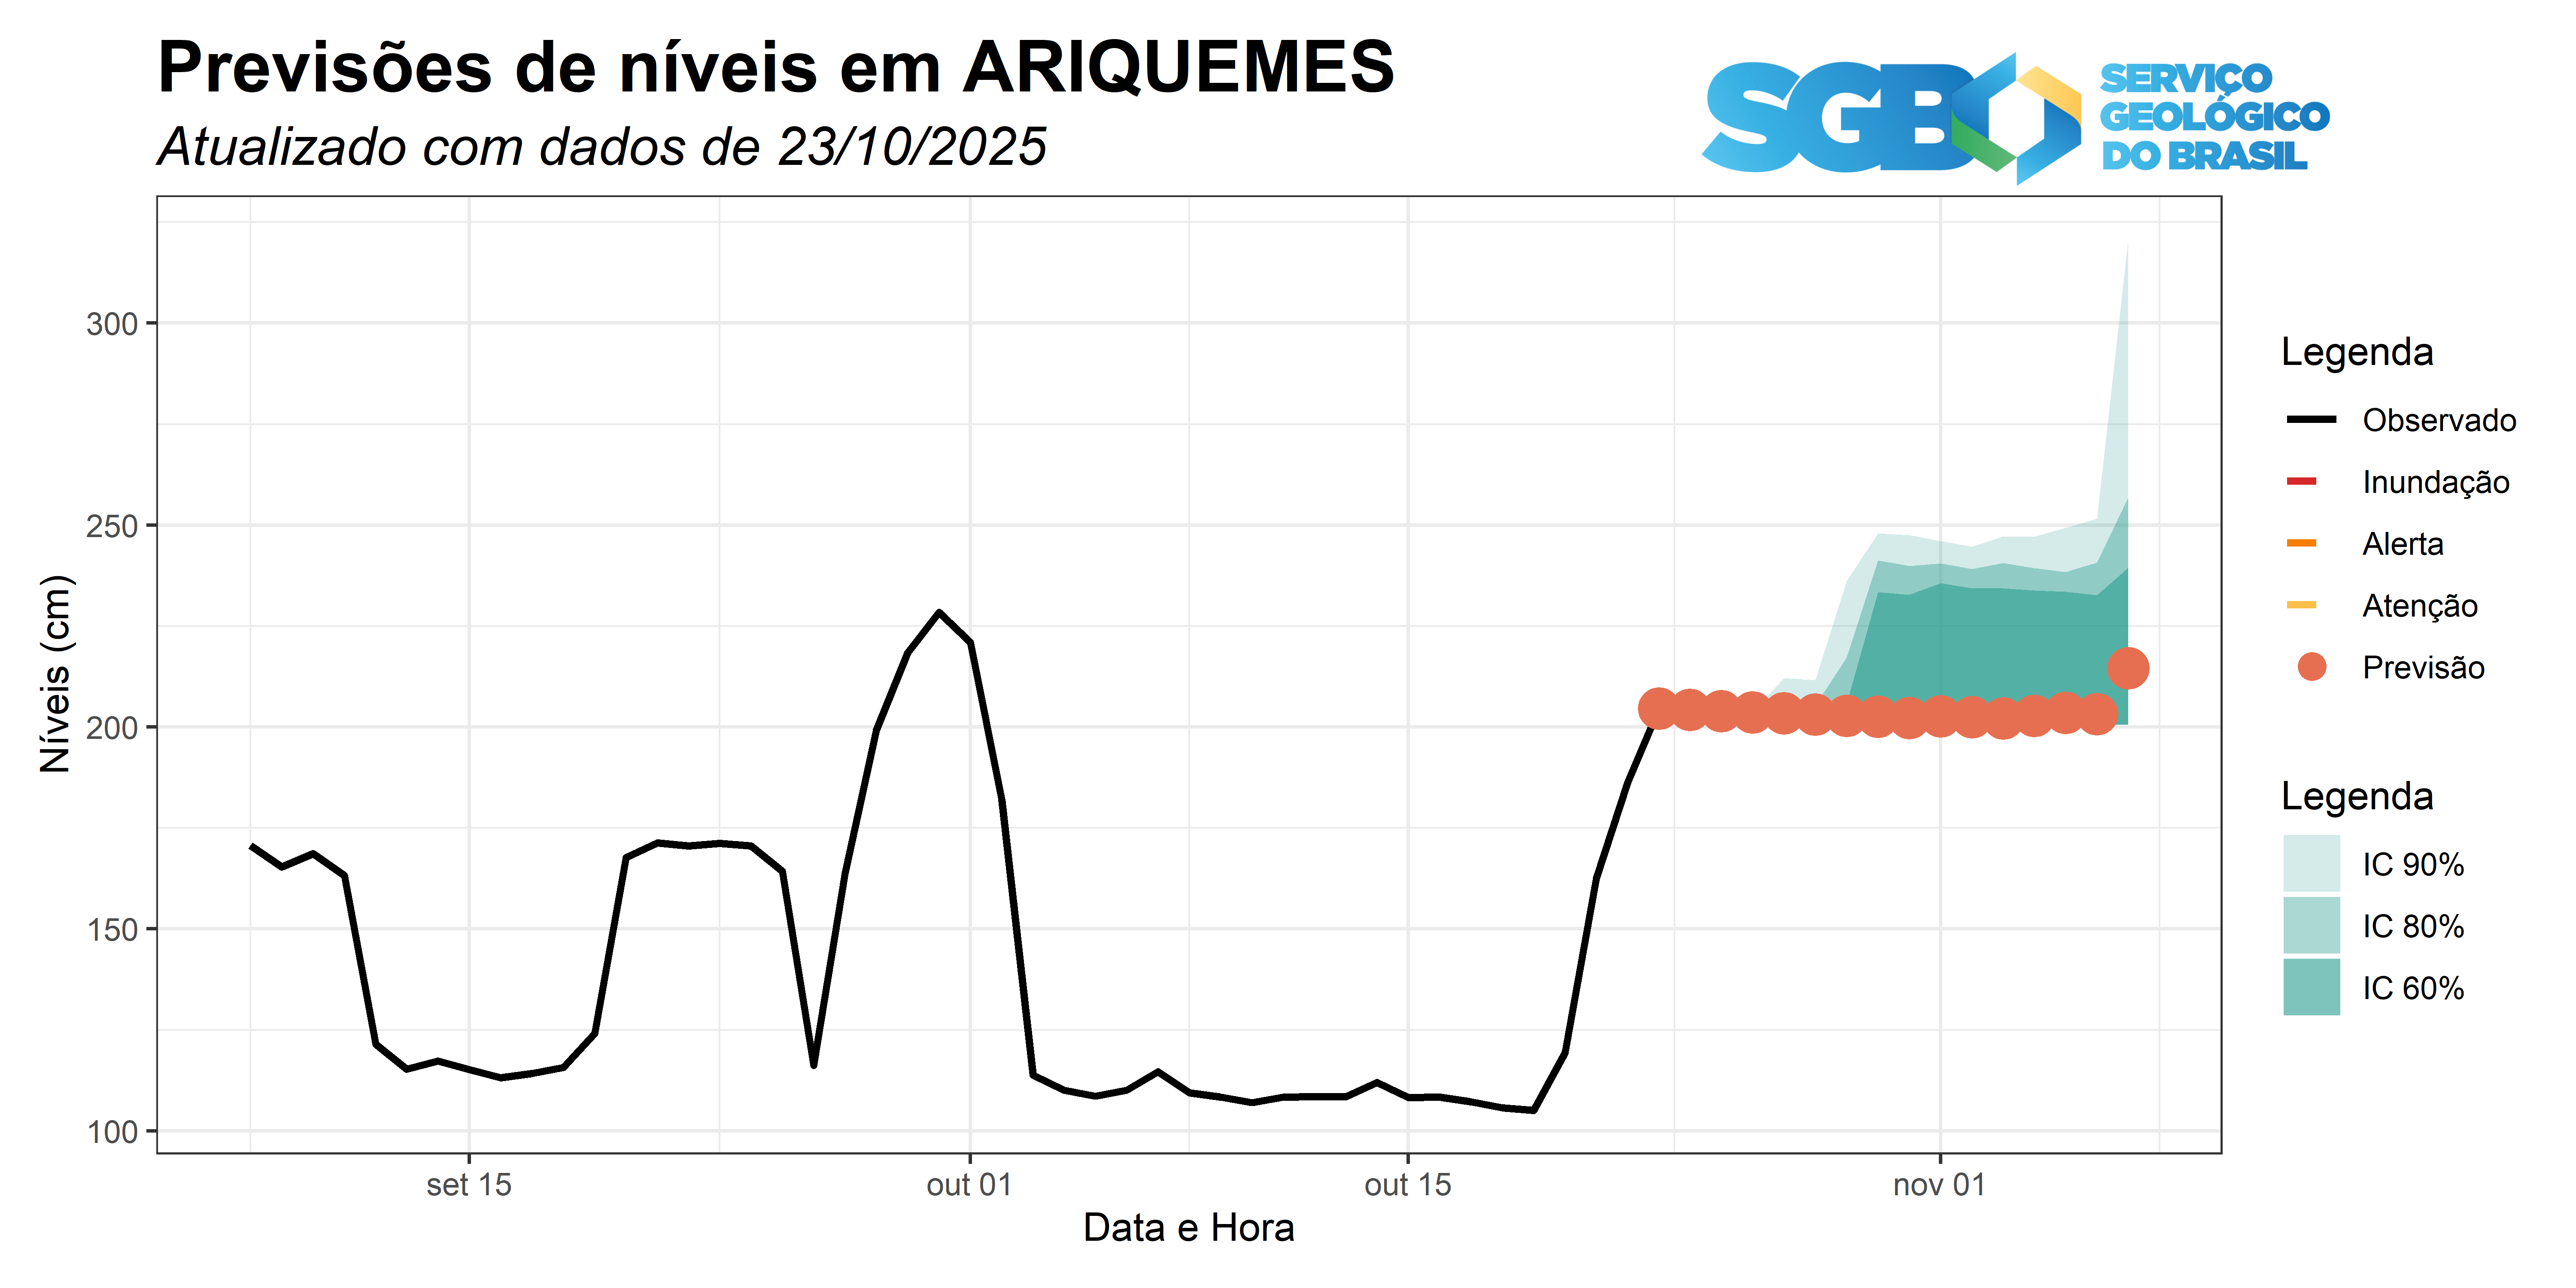 Previsões de níveis em ARIQUEMES
Atualizado com dados de 23/10/2025
SGB
SERVIÇO
GEOLÓGICO
DO BRASIL
Níveis (cm)
300
250
200
150
100
set 15
out 01
out 15
nov 01
Data e Hora
Legenda
Observado
Inundação
Alerta
Atenção
Previsão
Legenda
IC 90%
IC 80%
IC 60%